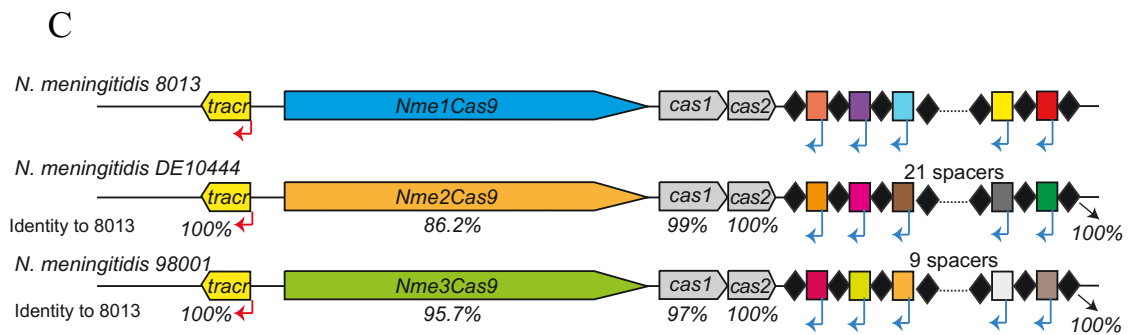 C
N. meningitidis 8013
tracr Nme1Cas9 cas1 cas2
N. meningitidis DE10444
21 spacers
tracr Nme2Cas9 cas1 cas2
Identity to 8013 100% 86.2% 99% 100% 100%
N. meningitidis 98001
9 spacers
tracr Nme3Cas9 cas1 cas2
Identity to 8013 100% 95.7% 97% 100% 100%